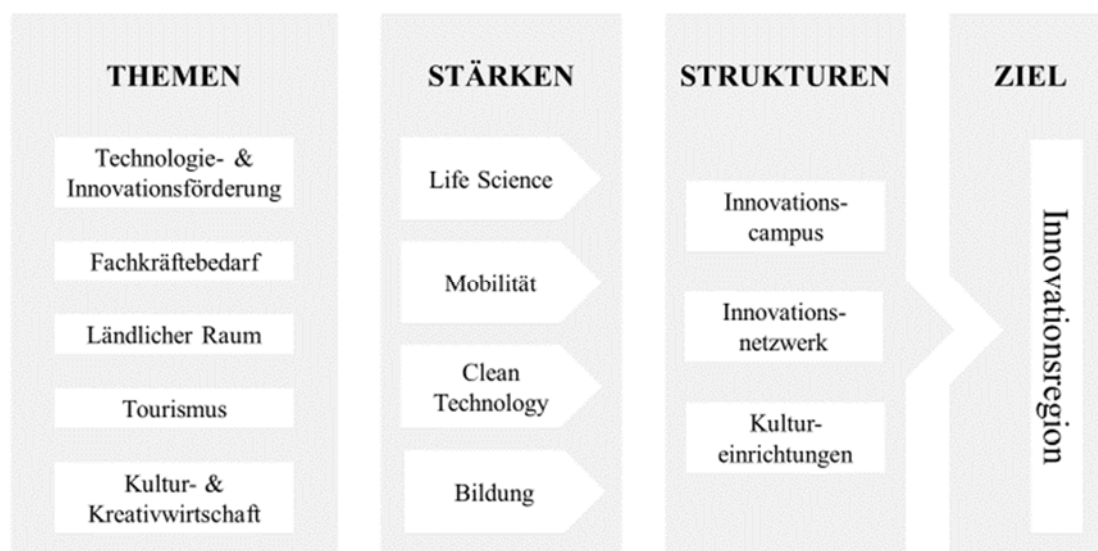 THEMEN
Technologie- &
Innovationsförderung
Fachkräftebedarf
Ländlicher Raum
Tourismus
Kultur- &
Kreativwirtschaft
STÄRKEN
Life Science
Mobilität
Clean
Technology
Bildung
STRUKTUREN
Innovations-
campus
Innovations-
netzwerk
Kultur-
einrichtungen
ZIEL
Innovationsregion